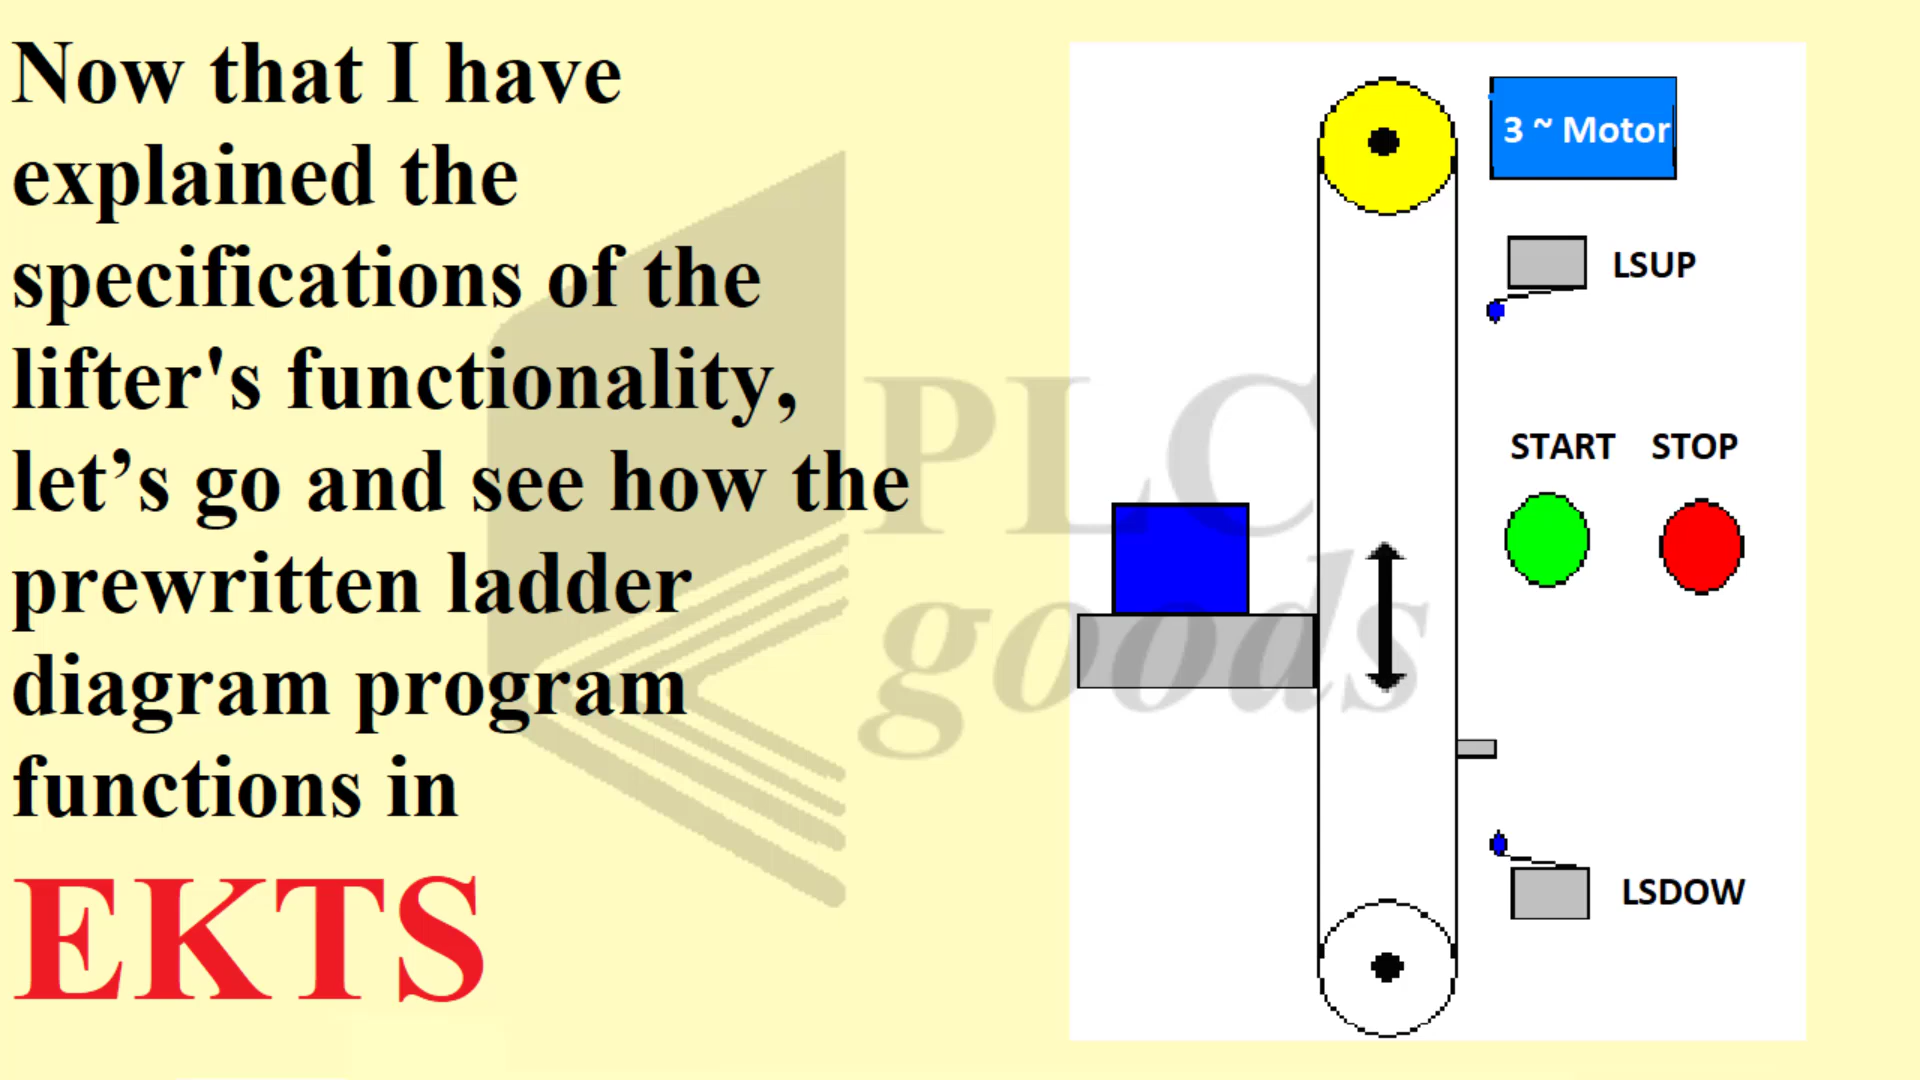 Now that I have
explained the
specifications of the
lifter's functionality,
let’s go and see how the
prewritten ladder
diagram program
functions in
EKTS
PLC
goods
3 ~ Motor
LSUP
START STOP
LSDOW